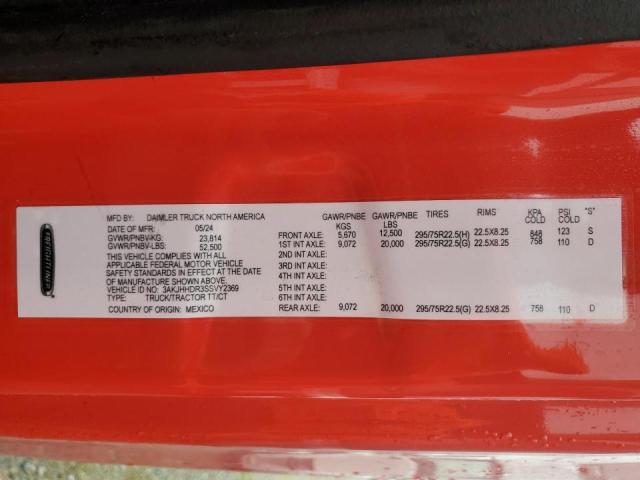 FREIGHTLINER
MFD BY: DAIMLER TRUCK NORTH AMERICA
DATE OF MFR: 05/24
GVWR/PNBV-KG: 23,814
GVWR/PNBV-LBS: 52,500
THIS VEHICLE COMPLIES WITH ALL
APPLICABLE FEDERAL MOTOR VEHICLE
SAFETY STANDARDS IN EFFECT AS OF DATE
OF MANUFACTURE SHOWN ABOVE.
VEHICLE ID NO.: 3AKJHHDR3SSVY2369
TYPE: TRUCK/TRACTOR TT/CT
COUNTRY OF ORIGIN: MEXICO
GAWR/PNBE GAWR/PNBE TIRES RIMS KPA PSI "S"
KGS LBS COLD COLD
FRONT AXLE: 5,670 12,500 295/75R22.5(H) 22.5X8.25 848 123 S
1ST INT AXLE: 9,072 20,000 295/75R22.5(G) 22.5X8.25 758 110 D
2ND INT AXLE:
3RD INT AXLE:
4TH INT AXLE:
5TH INT AXLE:
6TH INT AXLE:
REAR AXLE: 9,072 20,000 295/75R22.5(G) 22.5X8.25 758 110 D